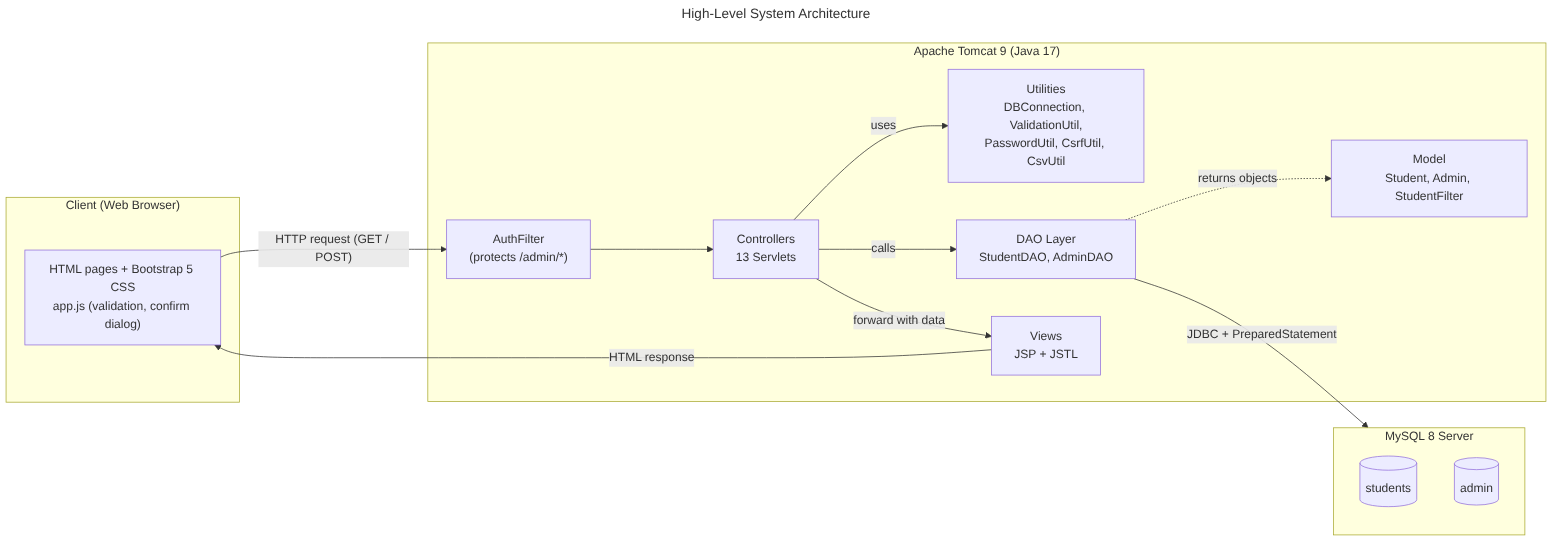 High-Level System Architecture
Apache Tomcat 9 (Java 17)
Utilities
DBConnection,
ValidationUtil,
PasswordUtil, CsrfUtil,
CsvUtil
uses
Model
Student, Admin,
StudentFilter
returns objects
Client (Web Browser)
HTML pages + Bootstrap 5
CSS
app.js (validation, confirm
dialog)
HTTP request (GET /
POST)
AuthFilter
(protects /admin/*)
Controllers
13 Servlets
calls
DAO Layer
StudentDAO, AdminDAO
forward with data
Views
JSP + JSTL
HTML response
JDBC + PreparedStatement
MySQL 8 Server
students
admin